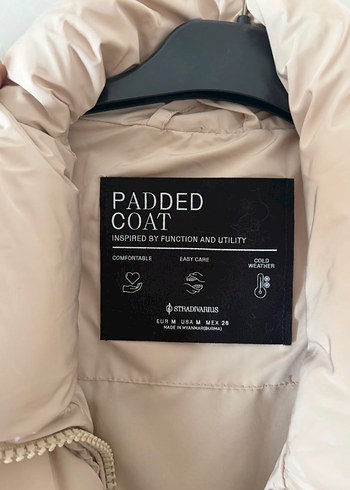 PADDED
COAT
INSPIRED BY FUNCTION AND UTILITY
COMFORTABLE
EASY CARE
COLD
WEATHER
STRADIVARIUS
EUR M USA M MEX 26
MADE IN MYANMAR(BURMA)